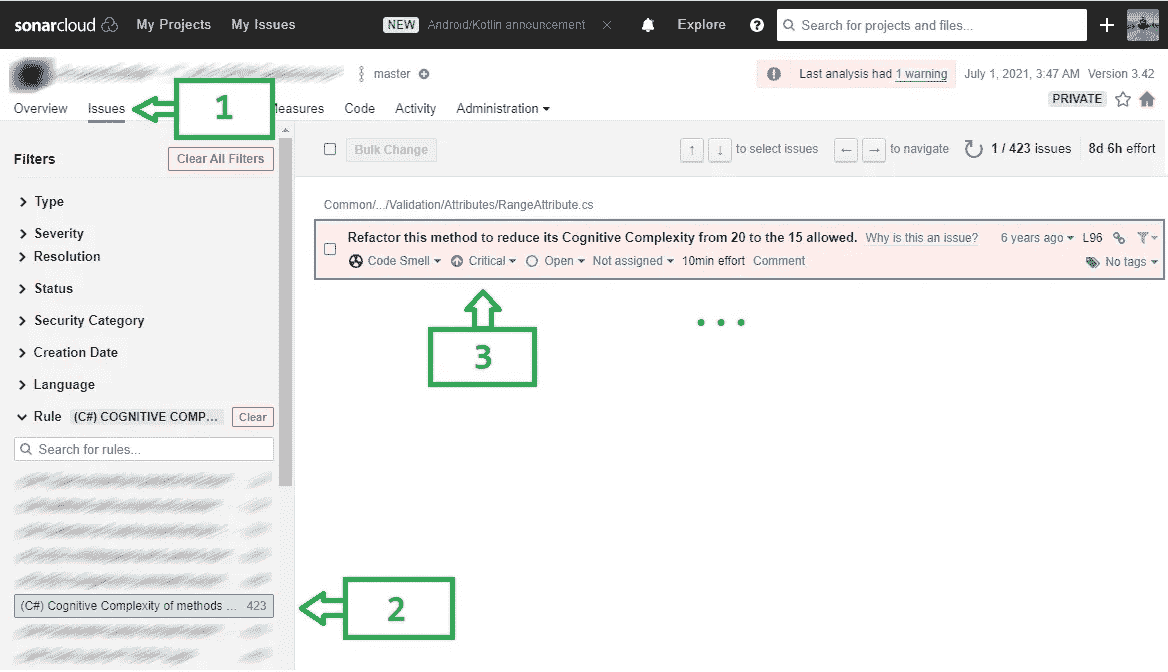 sonarcloud My Projects My Issues NEW Android/Kotlin announcement Explore ? Search for projects and files... +
master Last analysis had 1 warning July 1, 2021, 3:47 AM Version 3.42
PRIVATE
Overview Issues 1 Measures Code Activity Administration
Filters Clear All Filters
Bulk Change ↑ ↓ to select issues ← → to navigate 1 / 423 issues 8d 6h effort
Type
Severity
Resolution
Status
Security Category
Creation Date
Language
Rule (C#) COGNITIVE COMP... Clear
Search for rules...
(C#) Cognitive Complexity of methods ... 423
2
Common/.../Validation/Attributes/RangeAttribute.cs
Refactor this method to reduce its Cognitive Complexity from 20 to the 15 allowed. Why is this an issue? 6 years ago L96
Code Smell Critical Open Not assigned 10min effort Comment No tags
3